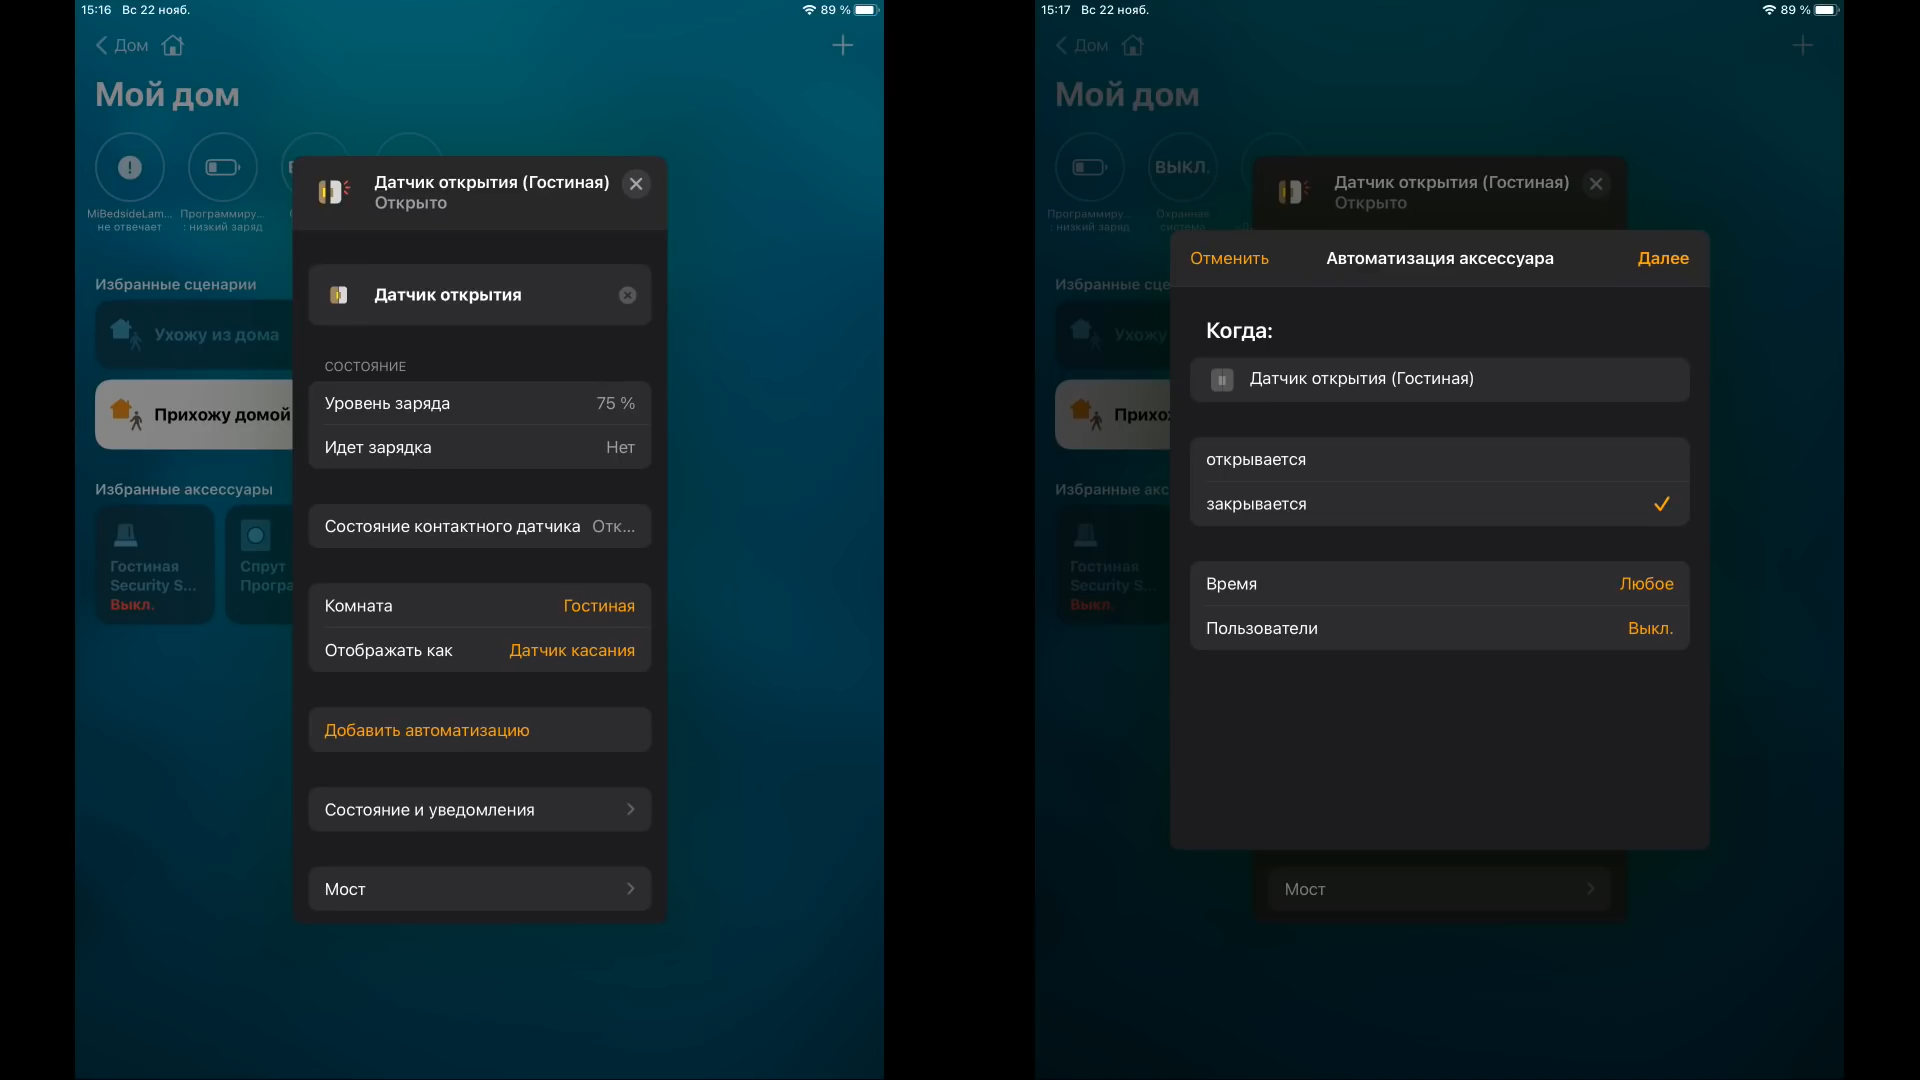 15:16 Вс 22 нояб.
89 %
Дом
Мой дом
MiBedsideLam... не отвечает
Программиру... : низкий заряд
Датчик открытия (Гостиная)
Открыто
Датчик открытия
Избранные сценарии
Ухожу из дома
Прихожу домой
СОСТОЯНИЕ
Уровень заряда 75 %
Идет зарядка Нет
Избранные аксессуары
Гостиная
Security S...
Выкл.
Спрут
Програ
Состояние контактного датчика Отк...
Комната Гостиная
Отображать как Датчик касания
Добавить автоматизацию
Состояние и уведомления
Мост
15:17 Вс 22 нояб.
89 %
Дом
Мой дом
ВЫКЛ.
Программиру... : низкий заряд
Охранная система
Датчик открытия (Гостиная)
Открыто
Отменить Автоматизация аксессуара Далее
Избранные сце
Ухожу
Прихо
Избранные акс
Гостиная
Security S...
Выкл.
Когда:
Датчик открытия (Гостиная)
открывается
закрывается
Время Любое
Пользователи Выкл.
Мост